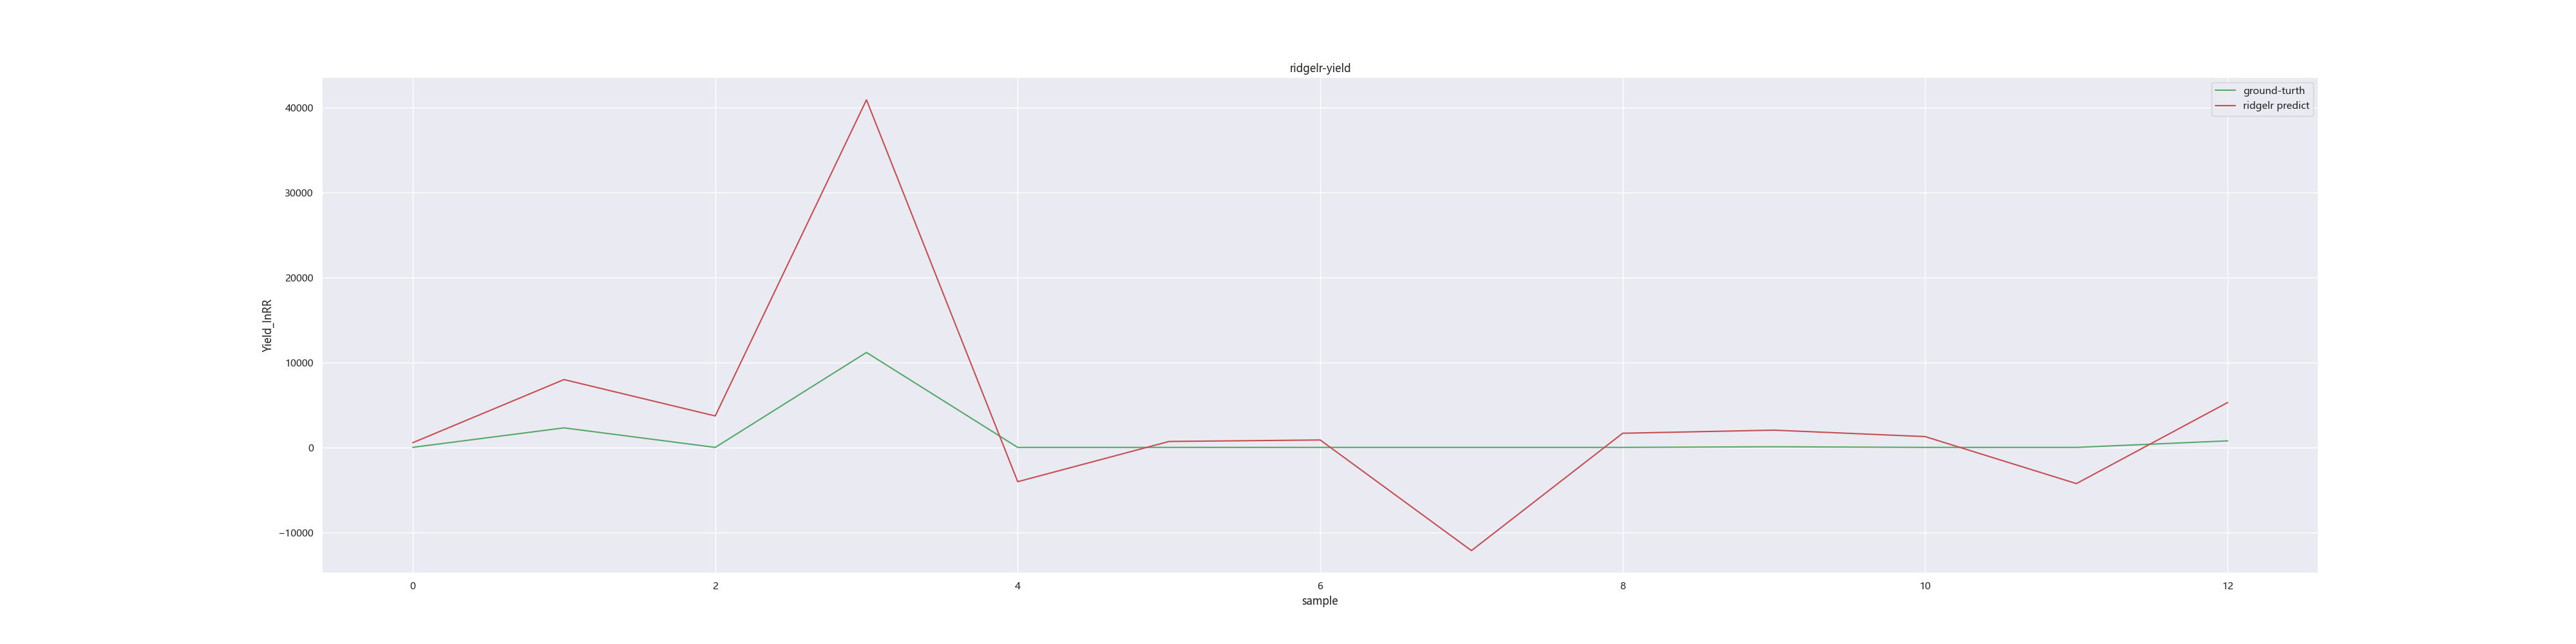 ridgelr-yield
ground-turth
ridgelr predict
40000
30000
20000
10000
0
−10000
Yield_lnRR
0 2 4 6 8 10 12
sample